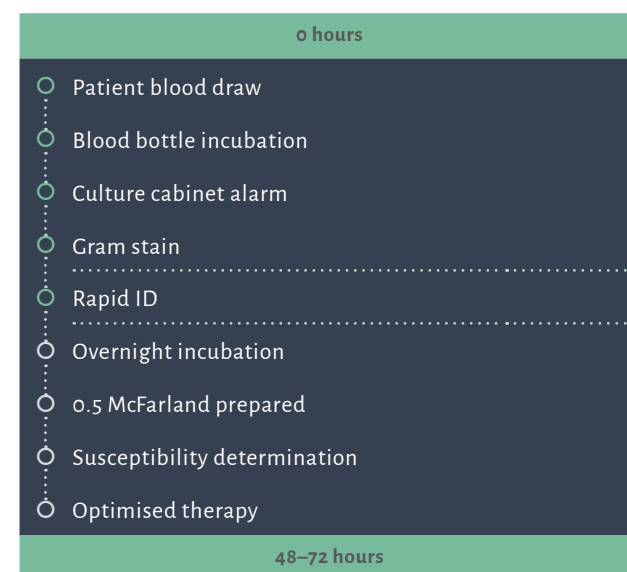 0 hours
Patient blood draw
Blood bottle incubation
Culture cabinet alarm
Gram stain
Rapid ID
Overnight incubation
0.5 McFarland prepared
Susceptibility determination
Optimised therapy
48–72 hours